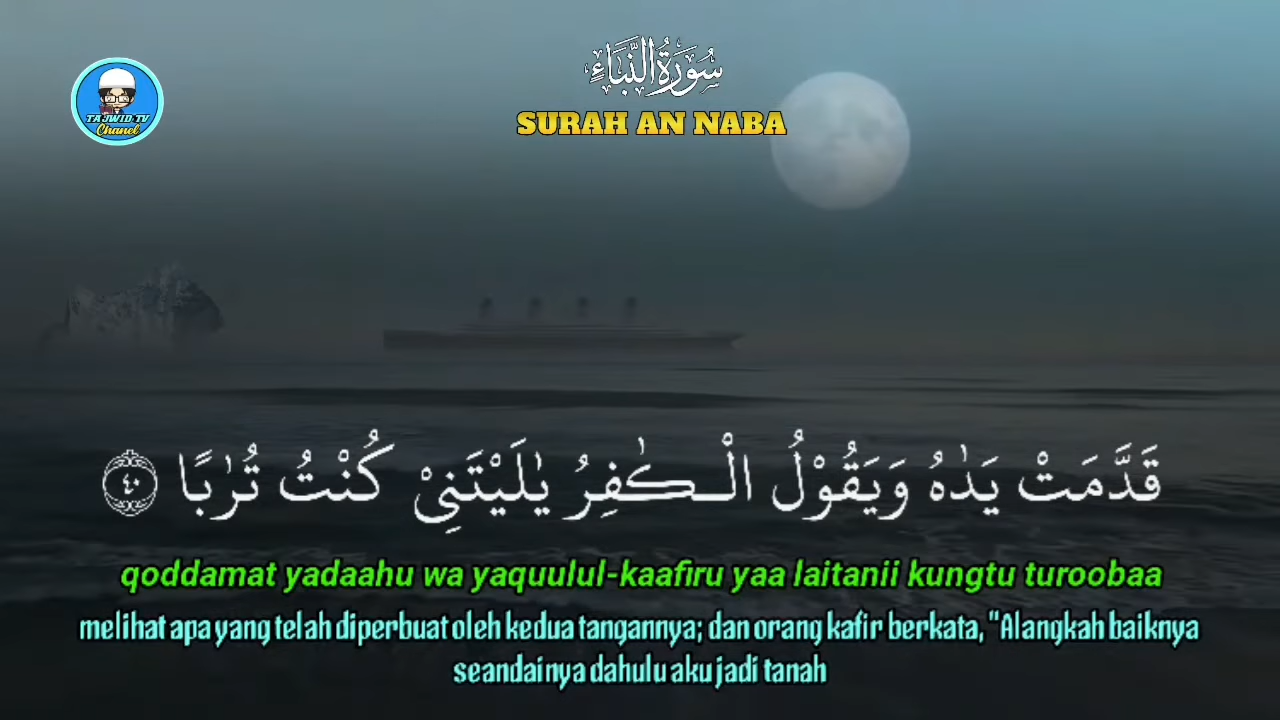 سُورَةُ النَّبَاءِ
SURAH AN NABA
TAJWID TV
Chanel
قَدَّمَتْ يَدٰهُ وَيَقُوْلُ الْـكٰفِرُ يٰلَيْتَنِيْ كُنْتُ تُرٰبًا ٤٠
qoddamat yadaahu wa yaquulul-kaafiru yaa laitanii kungtu turoobaa
melihat apa yang telah diperbuat oleh kedua tangannya; dan orang kafir berkata, "Alangkah baiknya
seandainya dahulu aku jadi tanah